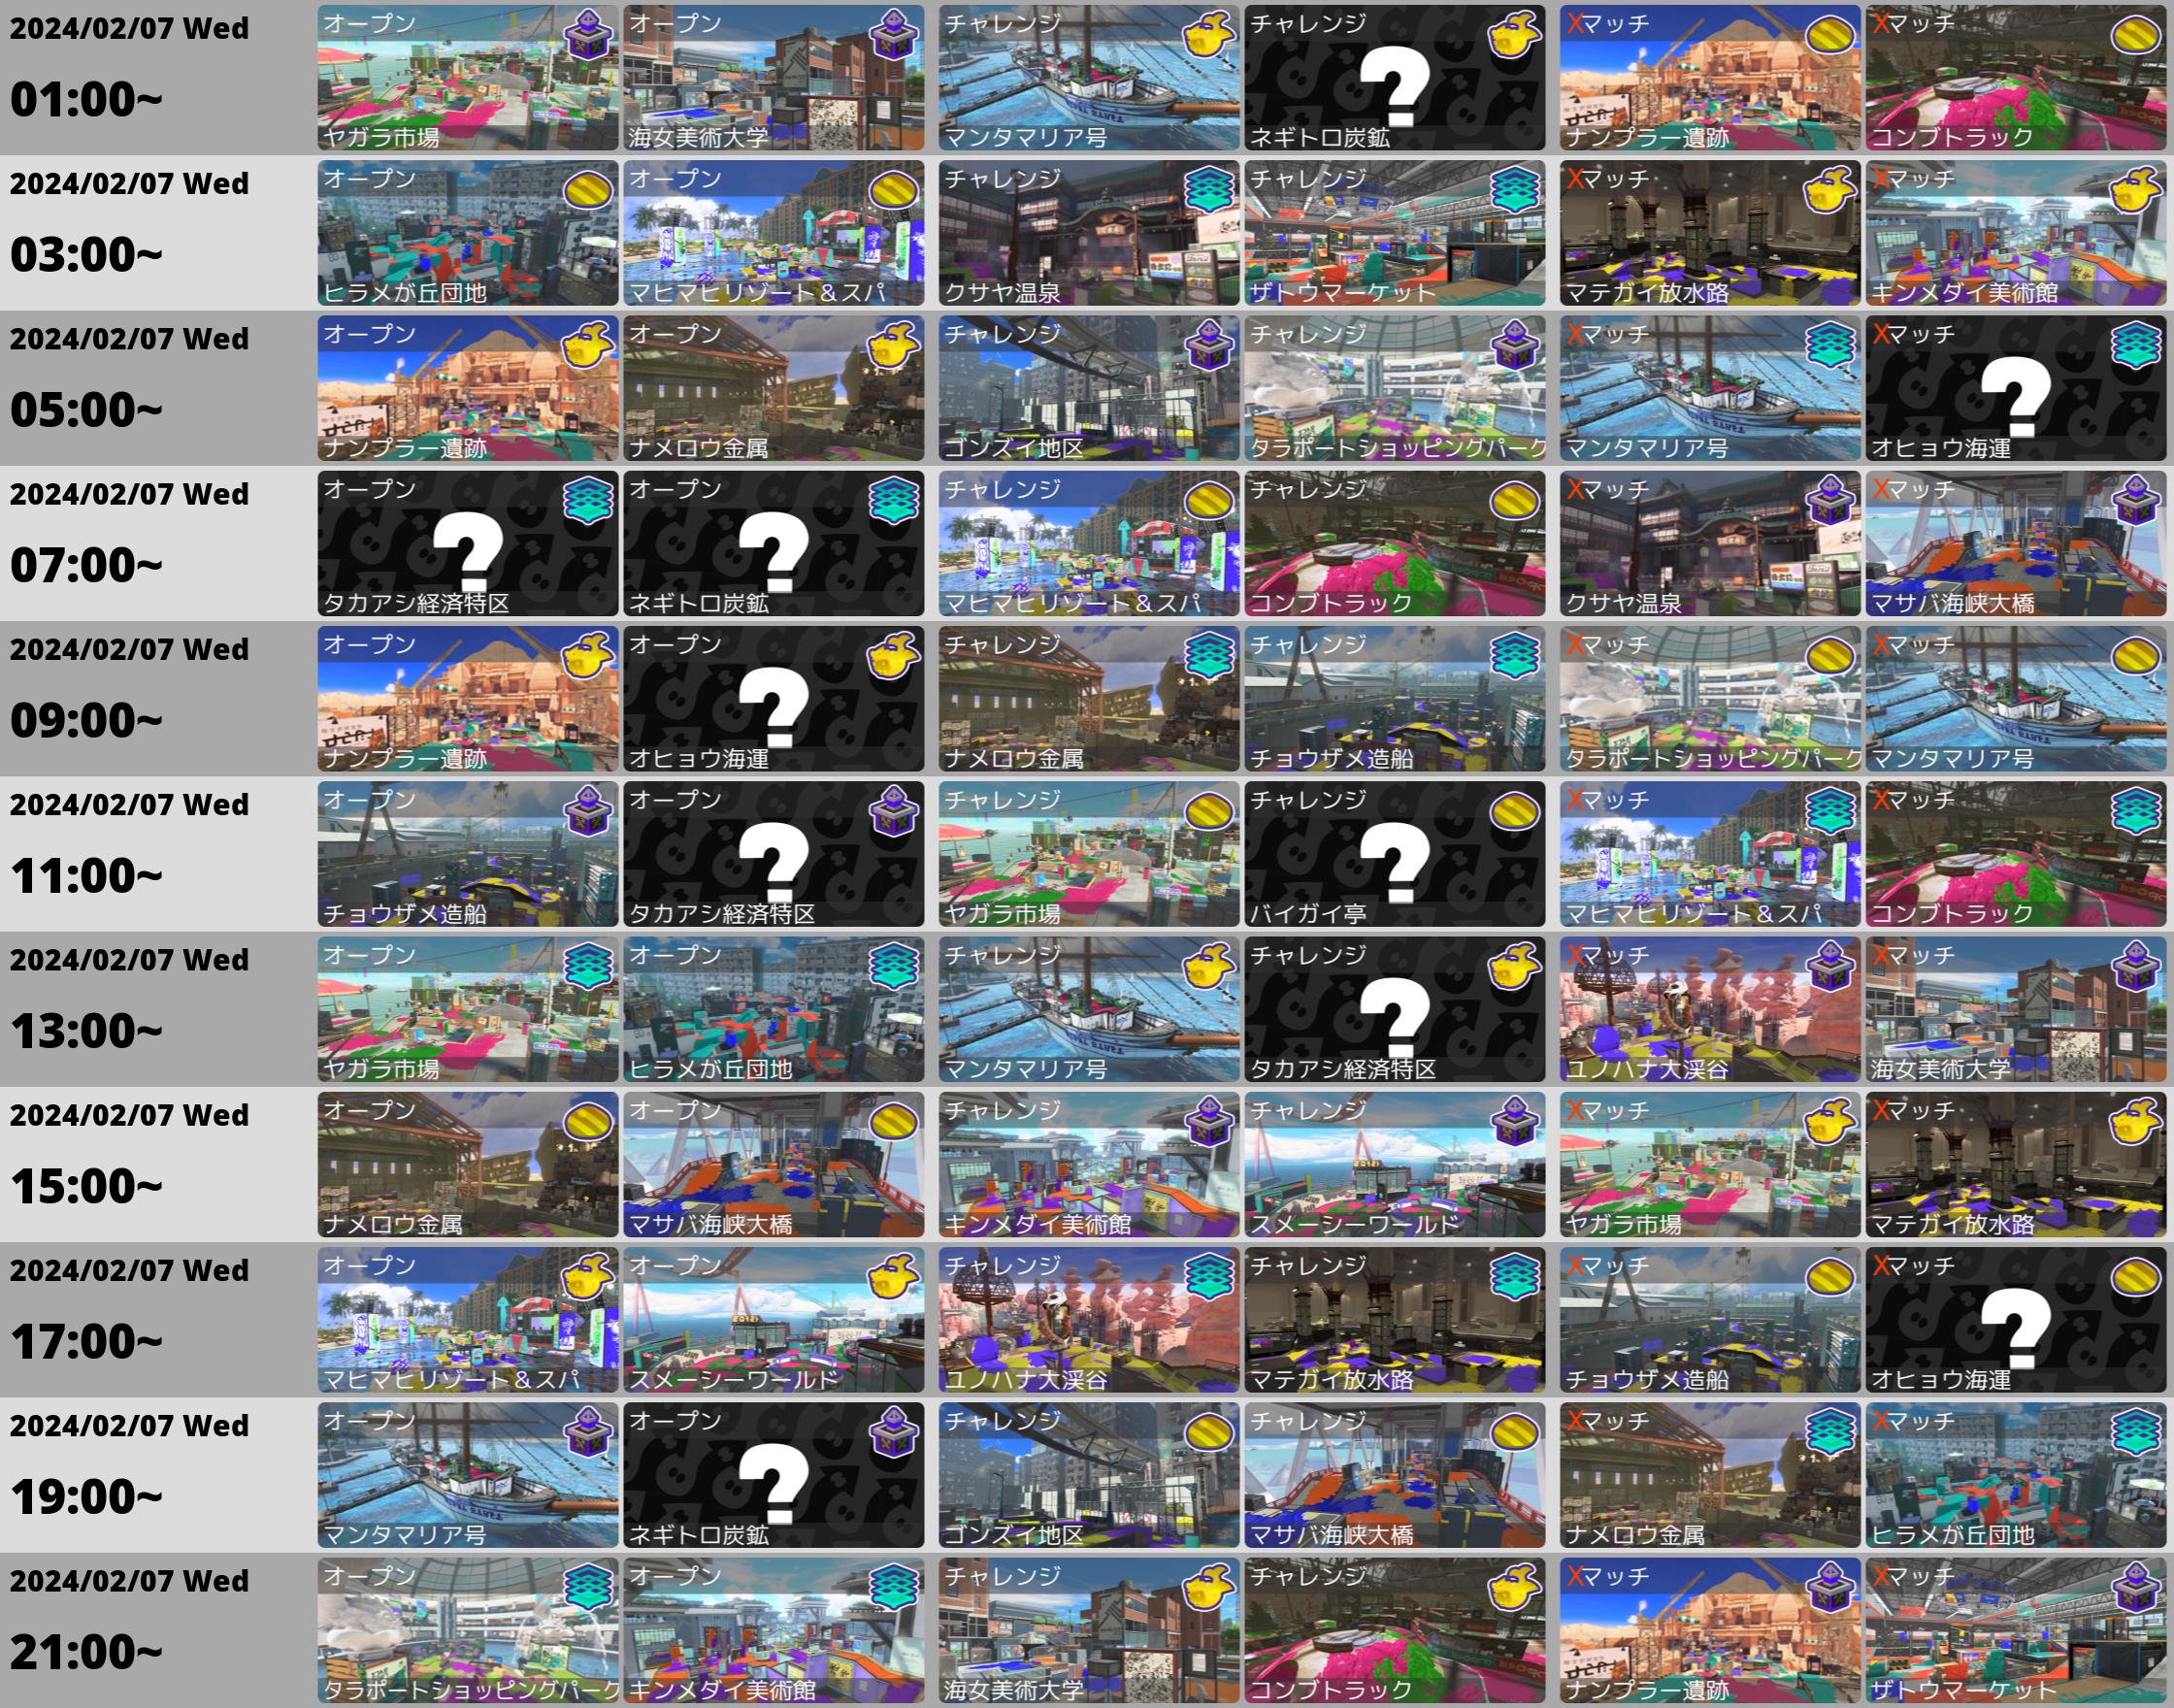 2024/02/07 Wed
01:00~
オープン
ヤガラ市場
オープン
海女美術大学
チャレンジ
マンタマリア号
チャレンジ
ネギトロ炭鉱
Xマッチ
ナンプラー遺跡
Xマッチ
コンブトラック
2024/02/07 Wed
03:00~
オープン
ヒラメが丘団地
オープン
マヒマヒリゾート＆スパ
チャレンジ
クサヤ温泉
チャレンジ
ザトウマーケット
Xマッチ
マテガイ放水路
Xマッチ
キンメダイ美術館
2024/02/07 Wed
05:00~
オープン
ナンプラー遺跡
オープン
ナメロウ金属
チャレンジ
ゴンズイ地区
チャレンジ
タラポートショッピングパーク
Xマッチ
マンタマリア号
Xマッチ
オヒョウ海運
2024/02/07 Wed
07:00~
オープン
タカアシ経済特区
オープン
ネギトロ炭鉱
チャレンジ
マヒマヒリゾート＆スパ
チャレンジ
コンブトラック
Xマッチ
クサヤ温泉
Xマッチ
マサバ海峡大橋
2024/02/07 Wed
09:00~
オープン
ナンプラー遺跡
オープン
オヒョウ海運
チャレンジ
ナメロウ金属
チャレンジ
チョウザメ造船
Xマッチ
タラポートショッピングパーク
Xマッチ
マンタマリア号
2024/02/07 Wed
11:00~
オープン
チョウザメ造船
オープン
タカアシ経済特区
チャレンジ
ヤガラ市場
チャレンジ
バイガイ亭
Xマッチ
マヒマヒリゾート＆スパ
Xマッチ
コンブトラック
2024/02/07 Wed
13:00~
オープン
ヤガラ市場
オープン
ヒラメが丘団地
チャレンジ
マンタマリア号
チャレンジ
タカアシ経済特区
Xマッチ
ユノハナ大渓谷
Xマッチ
海女美術大学
2024/02/07 Wed
15:00~
オープン
ナメロウ金属
オープン
マサバ海峡大橋
チャレンジ
キンメダイ美術館
チャレンジ
スメーシーワールド
Xマッチ
ヤガラ市場
Xマッチ
マテガイ放水路
2024/02/07 Wed
17:00~
オープン
マヒマヒリゾート＆スパ
オープン
スメーシーワールド
チャレンジ
ユノハナ大渓谷
チャレンジ
マテガイ放水路
Xマッチ
チョウザメ造船
Xマッチ
オヒョウ海運
2024/02/07 Wed
19:00~
オープン
マンタマリア号
オープン
ネギトロ炭鉱
チャレンジ
ゴンズイ地区
チャレンジ
マサバ海峡大橋
Xマッチ
ナメロウ金属
Xマッチ
ヒラメが丘団地
2024/02/07 Wed
21:00~
オープン
タラポートショッピングパーク
オープン
キンメダイ美術館
チャレンジ
海女美術大学
チャレンジ
コンブトラック
Xマッチ
ナンプラー遺跡
Xマッチ
ザトウマーケット